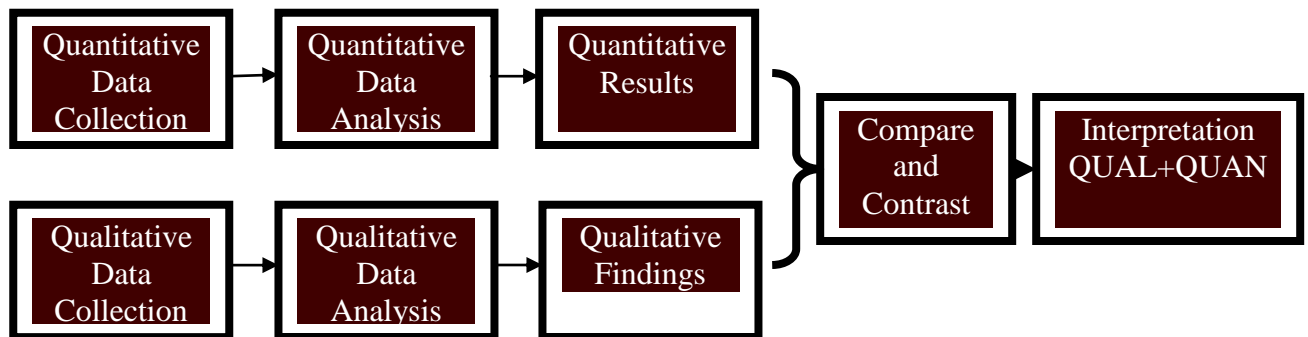 Quantitative
Data
Collection
Quantitative
Data
Analysis
Quantitative
Results
Qualitative
Data
Collection
Qualitative
Data
Analysis
Qualitative
Findings
Compare
and
Contrast
Interpretation
QUAL+QUAN